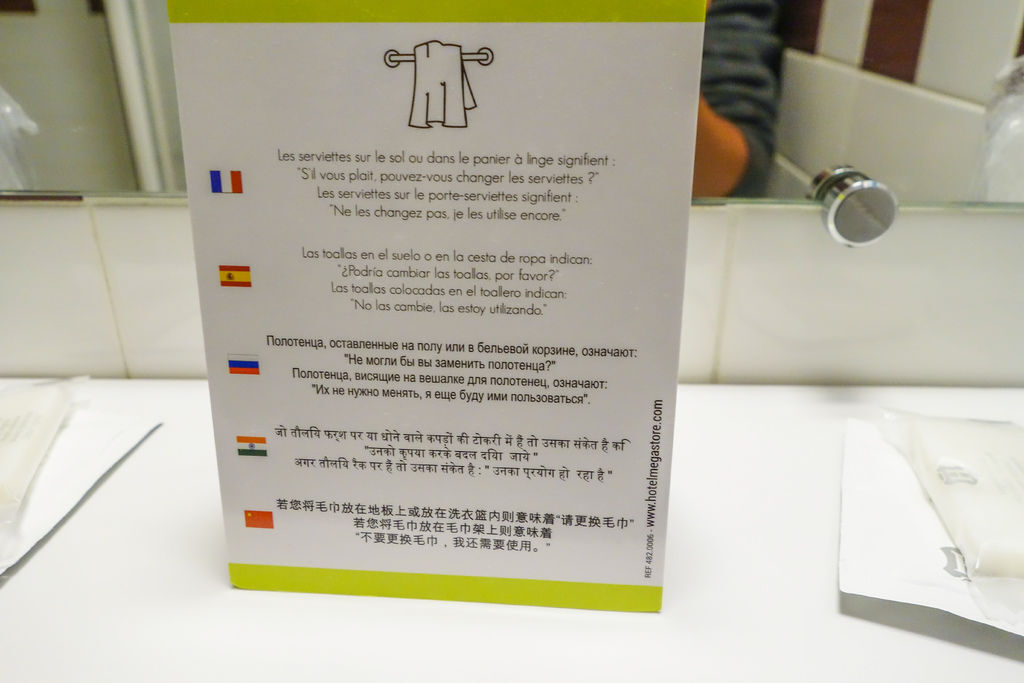 Les serviettes sur le sol ou dans le panier à linge signifient :
"S'il vous plait, pouvez-vous changer les serviettes ?"
Les serviettes sur le porte-serviettes signifient :
"Ne les changez pas, je les utilise encore."
Las toallas en el suelo o en la cesta de ropa indican:
"¿Podría cambiar las toallas, por favor?"
Las toallas colocadas en el toallero indican:
"No las cambie, las estoy utilizando."
Полотенца, оставленные на полу или в бельевой корзине, означают:
"Не могли бы вы заменить полотенца?"
Полотенца, висящие на вешалке для полотенец, означают:
"Их не нужно менять, я еще буду ими пользоваться".
जो तौलयि फर्श पर या धोने वाले कपड़ों की टोकरी में हैं तो उसका संकेत है कि
"उनको कृपया करके बदल दयिा जाये "
अगर तौलयि रैक पर हैं तो उसका संकेत है : " उनका प्रयोग हो रहा है "
若您将毛巾放在地板上或放在洗衣篮内则意味着"请更换毛巾"
若您将毛巾放在毛巾架上则意味着
"不要更换毛巾，我还需要使用。"
REF 482.0006 - www.hotelmegastore.com